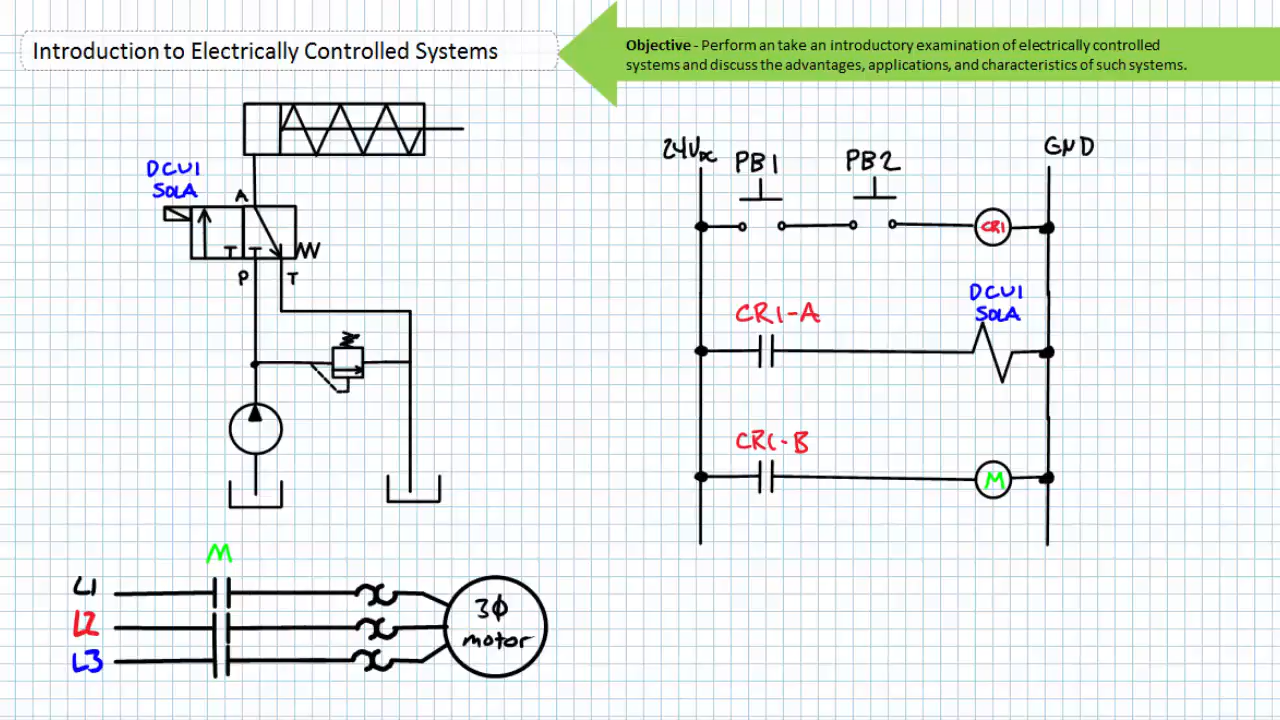 Introduction to Electrically Controlled Systems
Objective - Perform an take an introductory examination of electrically controlled
systems and discuss the advantages, applications, and characteristics of such systems.
DCV1
SOLA
A
T T
P T
24VDC
PB1
PB2
GND
CR1
CR1-A
DCV1
SOLA
CR1-B
M
M
L1
L2
L3
3Φ
motor